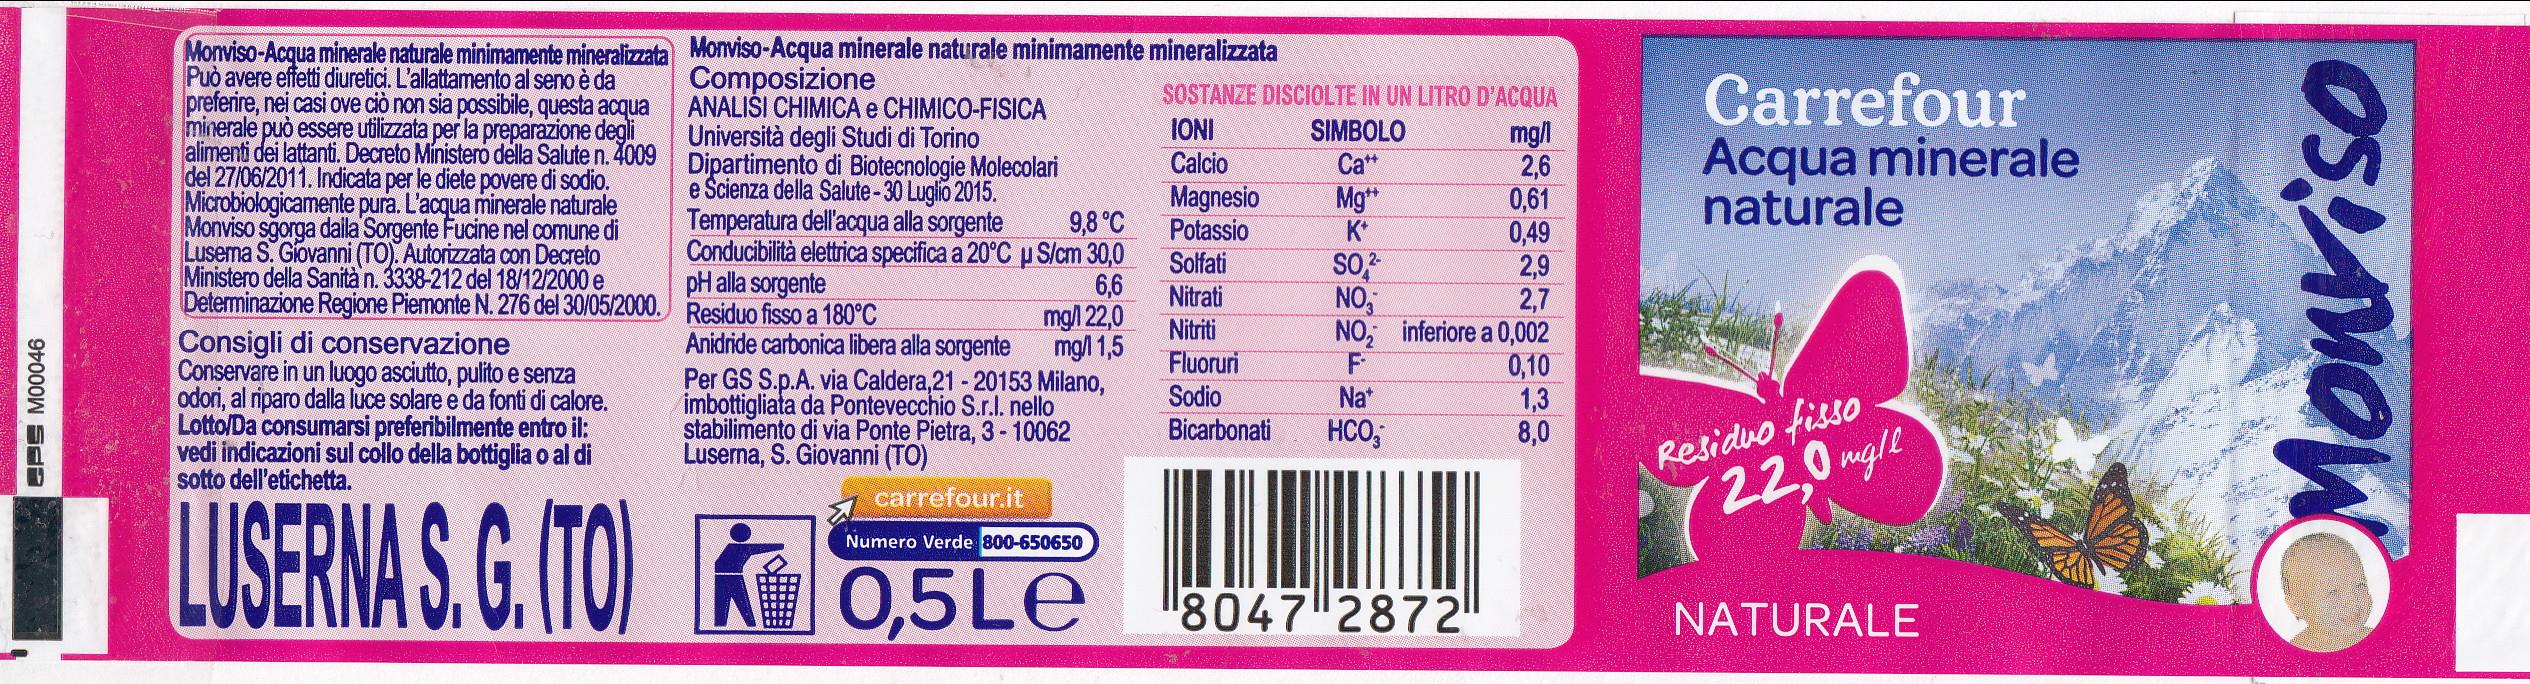 Monviso-Acqua minerale naturale minimamente mineralizzata
Può avere effetti diuretici. L'allattamento al seno è da
preferire, nei casi ove ciò non sia possibile, questa acqua
minerale può essere utilizzata per la preparazione degli
alimenti dei lattanti. Decreto Ministero della Salute n. 4009
del 27/06/2011. Indicata per le diete povere di sodio.
Microbiologicamente pura. L'acqua minerale naturale
Monviso sgorga dalla Sorgente Fucine nel comune di
Luserna S. Giovanni (TO). Autorizzata con Decreto
Ministero della Sanità n. 3338-212 del 18/12/2000 e
Determinazione Regione Piemonte N. 276 del 30/05/2000.
Consigli di conservazione
Conservare in un luogo asciutto, pulito e senza
odori, al riparo dalla luce solare e da fonti di calore.
Lotto/Da consumarsi preferibilmente entro il:
vedi indicazioni sul collo della bottiglia o al di
sotto dell'etichetta.
LUSERNA S. G. (TO)
Monviso-Acqua minerale naturale minimamente mineralizzata
Composizione
ANALISI CHIMICA e CHIMICO-FISICA
Università degli Studi di Torino
Dipartimento di Biotecnologie Molecolari
e Scienza della Salute - 30 Luglio 2015.
Temperatura dell'acqua alla sorgente 9,8 °C
Conducibilità elettrica specifica a 20°C µ S/cm 30,0
pH alla sorgente 6,6
Residuo fisso a 180°C mg/l 22,0
Anidride carbonica libera alla sorgente mg/l 1,5
Per GS S.p.A. via Caldera,21 - 20153 Milano,
imbottigliata da Pontevecchio S.r.l. nello
stabilimento di via Ponte Pietra, 3 - 10062
Luserna, S. Giovanni (TO)
carrefour.it
Numero Verde 800-650650
0,5 L e
SOSTANZE DISCIOLTE IN UN LITRO D'ACQUA
IONI SIMBOLO mg/l
Calcio Ca⁺⁺ 2,6
Magnesio Mg⁺⁺ 0,61
Potassio K⁺ 0,49
Solfati SO₄²⁻ 2,9
Nitrati NO₃⁻ 2,7
Nitriti NO₂⁻ inferiore a 0,002
Fluoruri F⁻ 0,10
Sodio Na⁺ 1,3
Bicarbonati HCO₃⁻ 8,0
8047 2872
Carrefour
Acqua minerale
naturale
Monviso
Residuo fisso
22,0 mg/l
NATURALE
GPS M00046